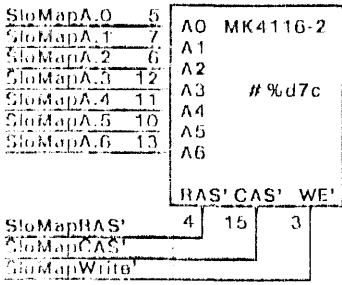 SloMapA.0 5 A0 MK4116-2
SloMapA.1 7 A1
SloMapA.2 6 A2
SloMapA.3 12 A3 #%d7c
SloMapA.4 11 A4
SloMapA.5 10 A5
SloMapA.6 13 A6
RAS' CAS' WE'
SloMapRAS' 4 15 3
SloMapCAS'
SloMapWrite'